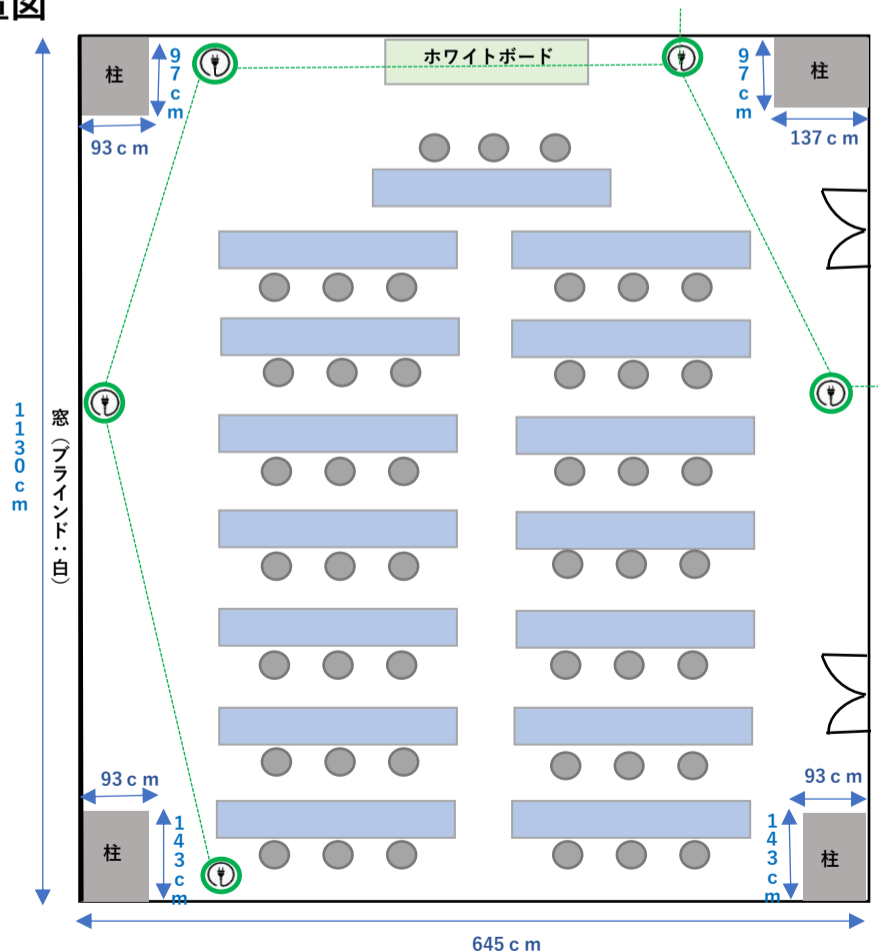 置図
ホワイトボード
柱
97cm
93ｃｍ
97cm
柱
137ｃｍ
1130cm
窓（ブラインド：白）
93ｃｍ
柱
143cm
93ｃｍ
143cm
柱
645ｃｍ